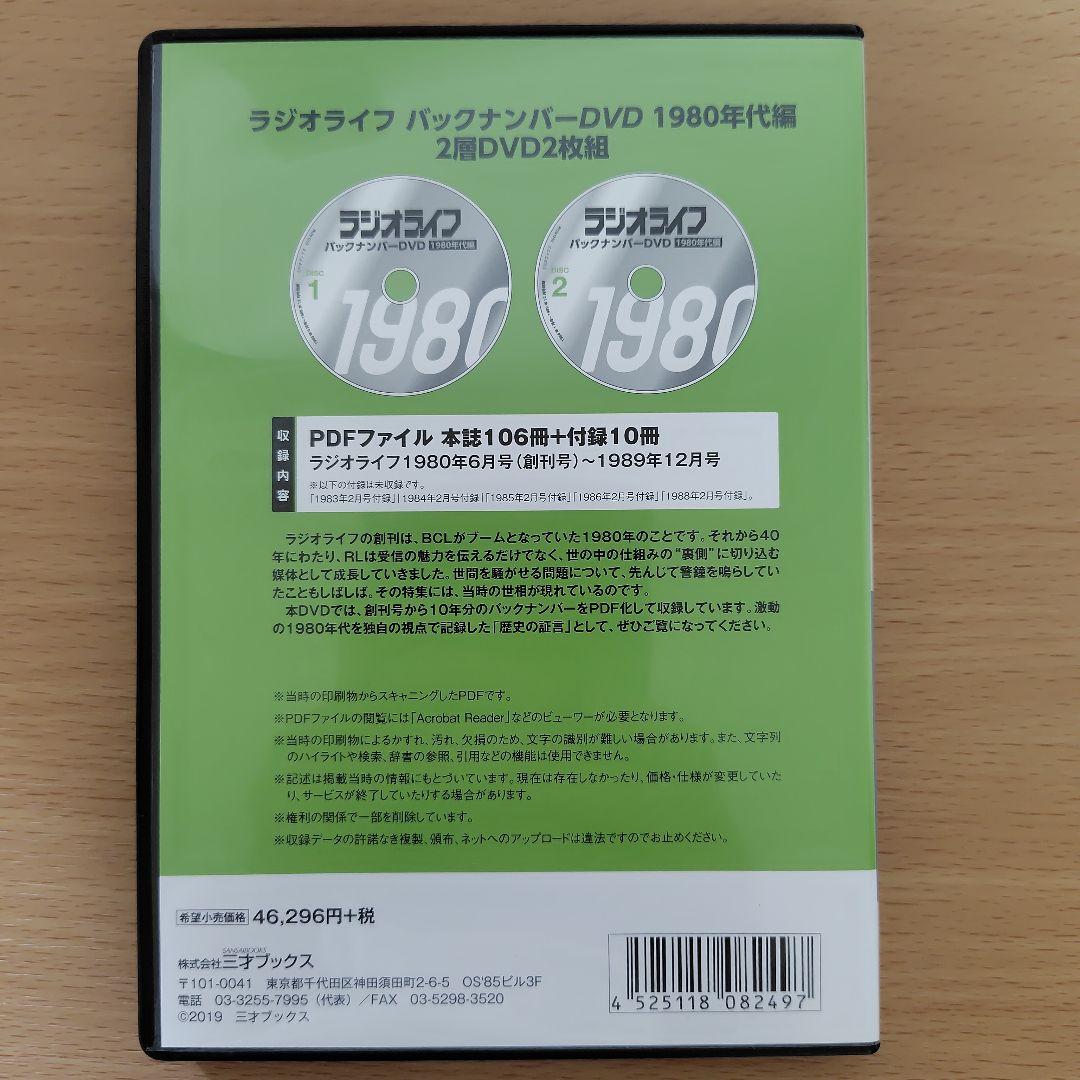 ラジオライフ バックナンバーDVD 1980年代編
2層DVD2枚組
ラジオライフ
バックナンバーDVD 1980年代編
DISC
1
1980
ラジオライフ
バックナンバーDVD 1980年代編
DISC
2
1980
収録内容
PDFファイル 本誌106冊+付録10冊
ラジオライフ1980年6月号(創刊号)〜1989年12月号
※以下の付録は未収録です。
「1983年2月号付録」「1984年2月号付録」「1985年2月号付録」「1986年2月号付録」「1988年2月号付録」。
ラジオライフの創刊は、BCLがブームとなっていた1980年のことです。それから40
年にわたり、RLは受信の魅力を伝えるだけでなく、世の中の仕組みの“裏側”に切り込む
媒体として成長していきました。世間を騒がせる問題について、先んじて警鐘を鳴らしてい
たこともしばしば。その特集には、当時の世相が現れているのです。
本DVDでは、創刊号から10年分のバックナンバーをPDF化して収録しています。激動
の1980年代を独自の視点で記録した「歴史の証言」として、ぜひご覧になってください。
※当時の印刷物からスキャニングしたPDFです。
※PDFファイルの閲覧には「Acrobat Reader」などのビューワーが必要となります。
※当時の印刷物によるかすれ、汚れ、欠損のため、文字の識別が難しい場合があります。また、文字列
のハイライトや検索、辞書の参照、引用などの機能は使用できません。
※記述は掲載当時の情報にもとづいています。現在は存在しなかったり、価格・仕様が変更していた
り、サービスが終了していたりする場合があります。
※権利の関係で一部を削除しています。
※収録データの許諾なき複製、頒布、ネットへのアップロードは違法ですのでお止めください。
希望小売価格 46,296円+税
SANSAIBOOKS
株式会社三才ブックス
〒101-0041 東京都千代田区神田須田町2-6-5 OS'85ビル3F
電話 03-3255-7995(代表)/FAX 03-5298-3520
©2019 三才ブックス
4 525118 082497